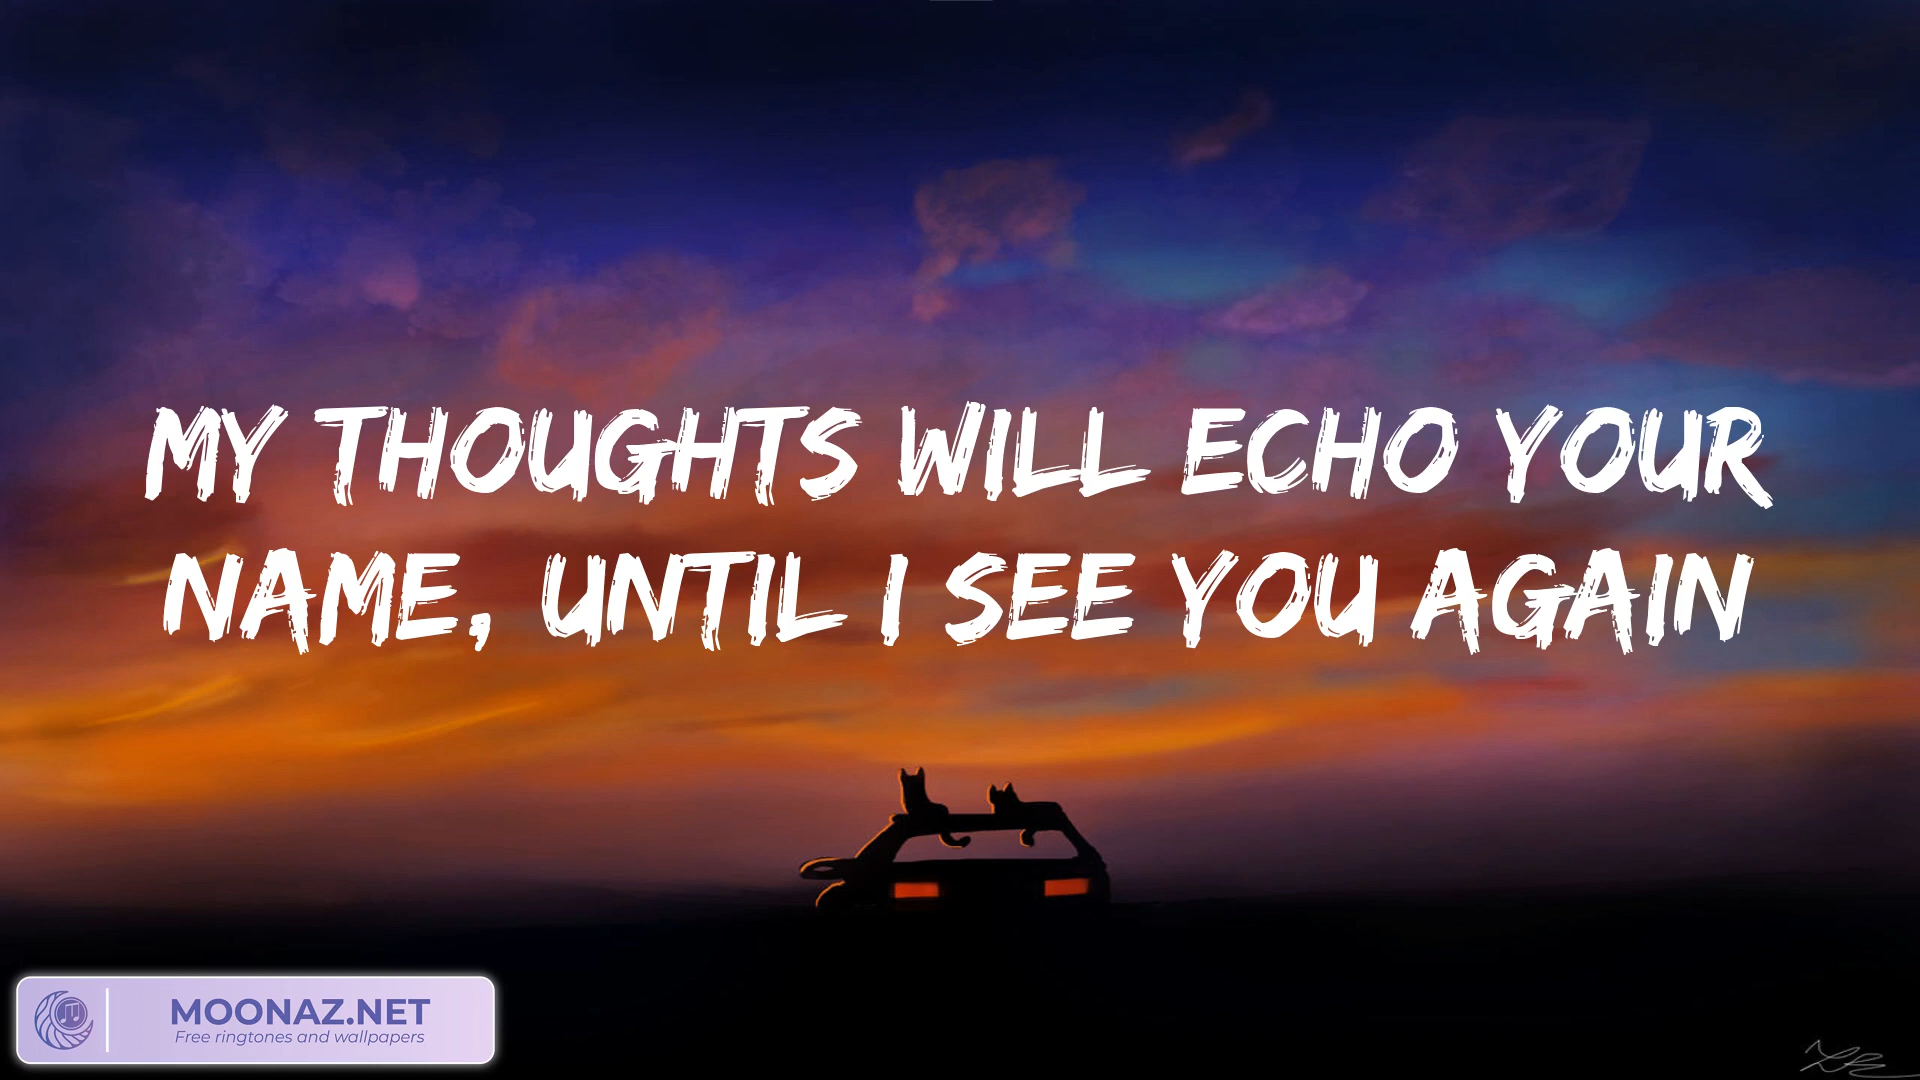 MY THOUGHTS WILL ECHO YOUR
NAME, UNTIL I SEE YOU AGAIN
MOONAZ.NET
Free ringtones and wallpapers